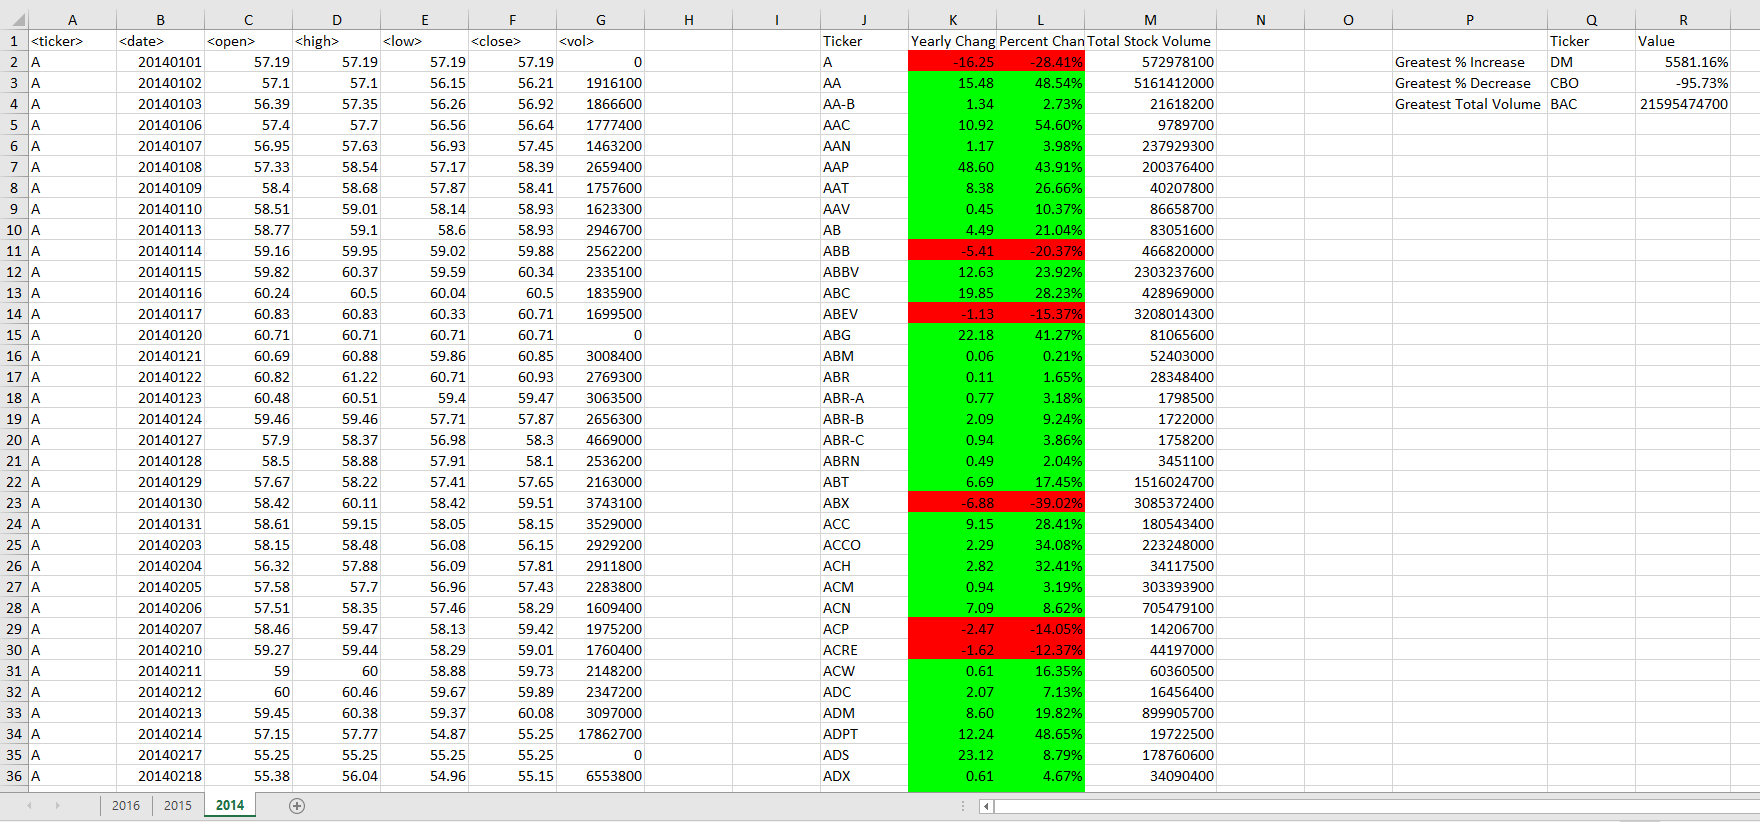 A B C D E F G H I J K L M N O P Q R
1 <ticker> <date> <open> <high> <low> <close> <vol> Ticker Yearly Chang Percent Chan Total Stock Volume Ticker Value
2 A 20140101 57.19 57.19 57.19 57.19 0 A -16.25 -28.41% 572978100 Greatest % Increase DM 5581.16%
3 A 20140102 57.1 57.1 56.15 56.21 1916100 AA 15.48 48.54% 5161412000 Greatest % Decrease CBO -95.73%
4 A 20140103 56.39 57.35 56.26 56.92 1866600 AA-B 1.34 2.73% 21618200 Greatest Total Volume BAC 21595474700
5 A 20140106 57.4 57.7 56.56 56.64 1777400 AAC 10.92 54.60% 9789700
6 A 20140107 56.95 57.63 56.93 57.45 1463200 AAN 1.17 3.98% 237929300
7 A 20140108 57.33 58.54 57.17 58.39 2659400 AAP 48.60 43.91% 200376400
8 A 20140109 58.4 58.68 57.87 58.41 1757600 AAT 8.38 26.66% 40207800
9 A 20140110 58.51 59.01 58.14 58.93 1623300 AAV 0.45 10.37% 86658700
10 A 20140113 58.77 59.1 58.6 58.93 2946700 AB 4.49 21.04% 83051600
11 A 20140114 59.16 59.95 59.02 59.88 2562200 ABB -5.41 -20.37% 466820000
12 A 20140115 59.82 60.37 59.59 60.34 2335100 ABBV 12.63 23.92% 2303237600
13 A 20140116 60.24 60.5 60.04 60.5 1835900 ABC 19.85 28.23% 428969000
14 A 20140117 60.83 60.83 60.33 60.71 1699500 ABEV -1.13 -15.37% 3208014300
15 A 20140120 60.71 60.71 60.71 60.71 0 ABG 22.18 41.27% 81065600
16 A 20140121 60.69 60.88 59.86 60.85 3008400 ABM 0.06 0.21% 52403000
17 A 20140122 60.82 61.22 60.71 60.93 2769300 ABR 0.11 1.65% 28348400
18 A 20140123 60.48 60.51 59.4 59.47 3063500 ABR-A 0.77 3.18% 1798500
19 A 20140124 59.46 59.46 57.71 57.87 2656300 ABR-B 2.09 9.24% 1722000
20 A 20140127 57.9 58.37 56.98 58.3 4669000 ABR-C 0.94 3.86% 1758200
21 A 20140128 58.5 58.88 57.91 58.1 2536200 ABRN 0.49 2.04% 3451100
22 A 20140129 57.67 58.22 57.41 57.65 2163000 ABT 6.69 17.45% 1516024700
23 A 20140130 58.42 60.11 58.42 59.51 3743100 ABX -6.88 -39.02% 3085372400
24 A 20140131 58.61 59.15 58.05 58.15 3529000 ACC 9.15 28.41% 180543400
25 A 20140203 58.15 58.48 56.08 56.15 2929200 ACCO 2.29 34.08% 223248000
26 A 20140204 56.32 57.88 56.09 57.81 2911800 ACH 2.82 32.41% 34117500
27 A 20140205 57.58 57.7 56.96 57.43 2283800 ACM 0.94 3.19% 303393900
28 A 20140206 57.51 58.35 57.46 58.29 1609400 ACN 7.09 8.62% 705479100
29 A 20140207 58.46 59.47 58.13 59.42 1975200 ACP -2.47 -14.05% 14206700
30 A 20140210 59.27 59.44 58.29 59.01 1760400 ACRE -1.62 -12.37% 44197000
31 A 20140211 59 60 58.88 59.73 2148200 ACW 0.61 16.35% 60360500
32 A 20140212 60 60.46 59.67 59.89 2347200 ADC 2.07 7.13% 16456400
33 A 20140213 59.45 60.38 59.37 60.08 3097000 ADM 8.60 19.82% 899905700
34 A 20140214 57.15 57.77 54.87 55.25 17862700 ADPT 12.24 48.65% 19722500
35 A 20140217 55.25 55.25 55.25 55.25 0 ADS 23.12 8.79% 178760600
36 A 20140218 55.38 56.04 54.96 55.15 6553800 ADX 0.61 4.67% 34090400
2016 2015 2014